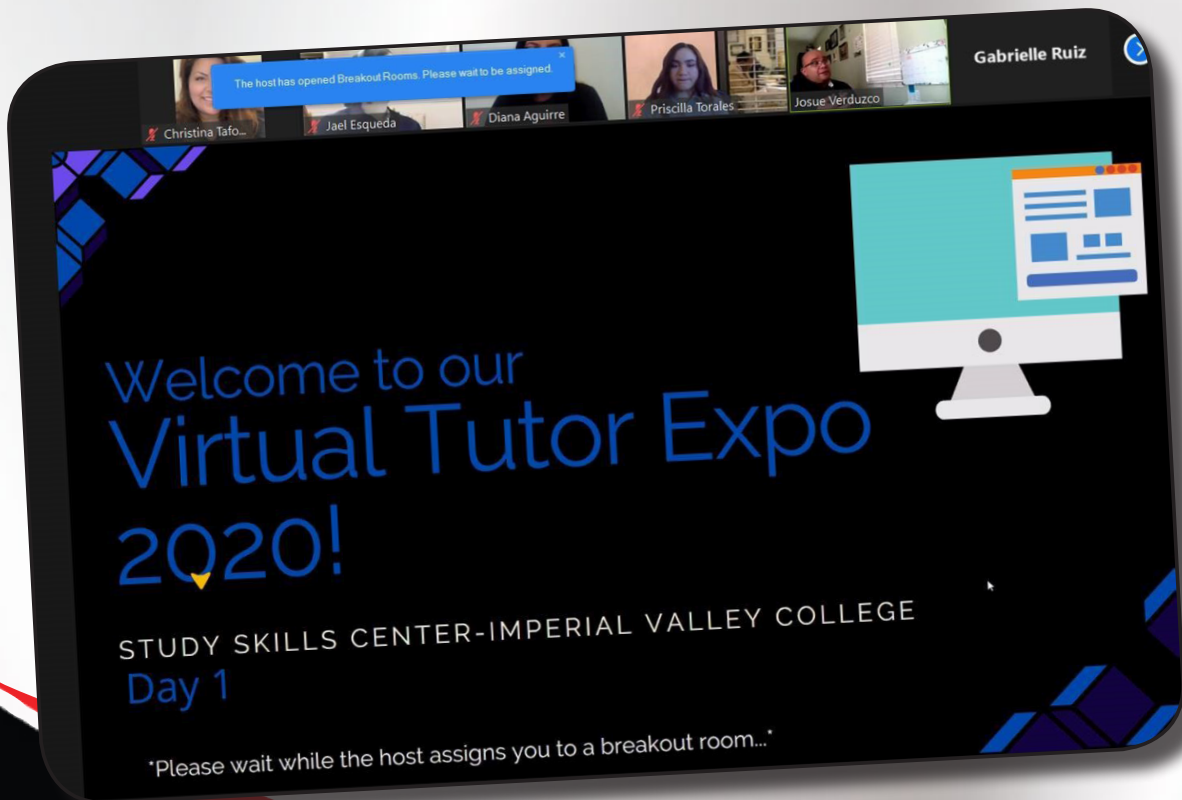 The host has opened Breakout Rooms. Please wait to be assigned.
Christina Tafo...
Jael Esqueda
Diana Aguirre
Priscilla Torales
Josue Verduzco
Gabrielle Ruiz
Welcome to our
Virtual Tutor Expo
2020!
STUDY SKILLS CENTER-IMPERIAL VALLEY COLLEGE
Day 1
*Please wait while the host assigns you to a breakout room...*